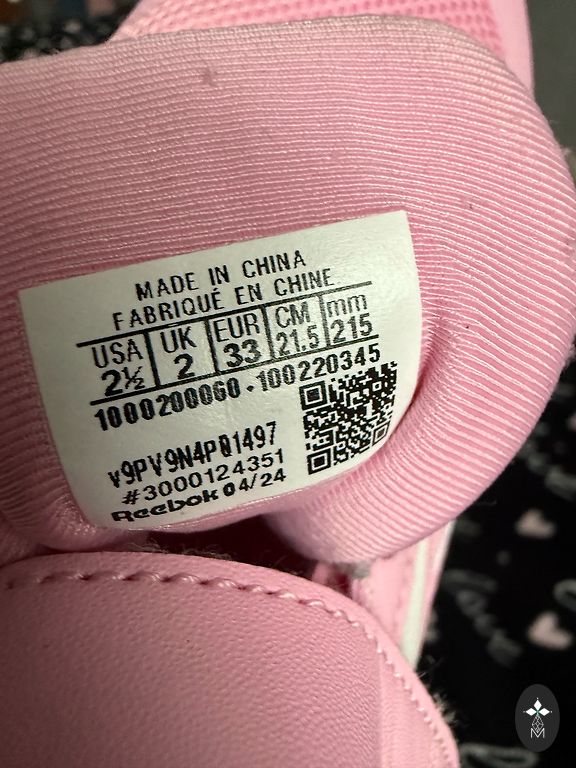 MADE IN CHINA
FABRIQUÉ EN CHINE
USA UK EUR CM mm
2½ 2 33 21.5 215
1000200060 - 100220345
#3000124351
Reebok 04/24